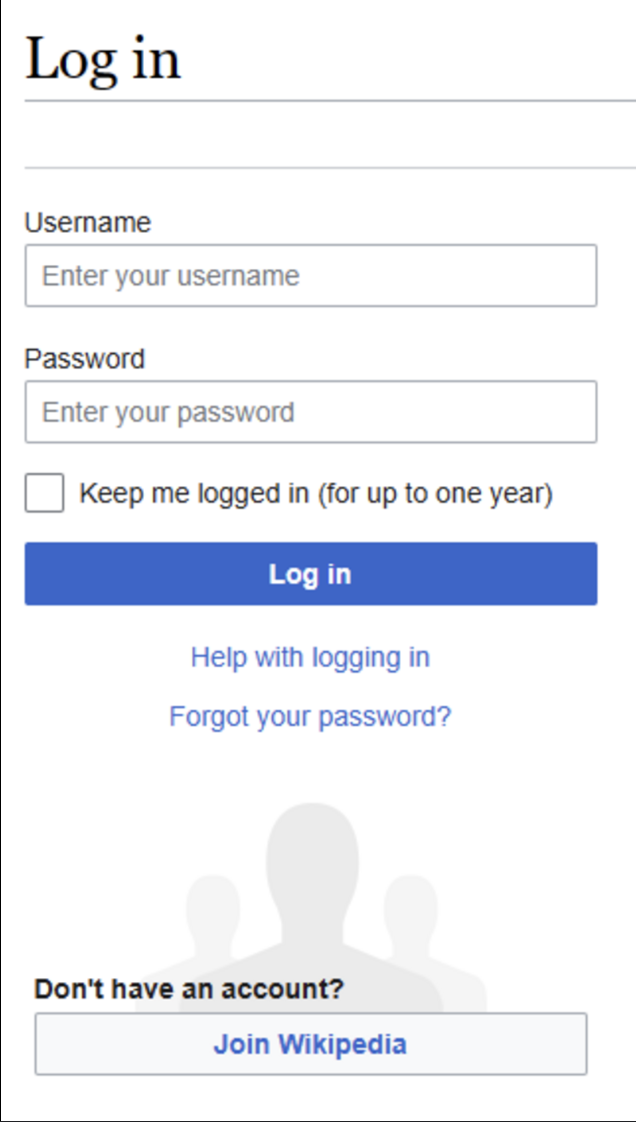 Log in
Username
Enter your username
Password
Enter your password
Keep me logged in (for up to one year)
Log in
Help with logging in
Forgot your password?
Don't have an account?
Join Wikipedia